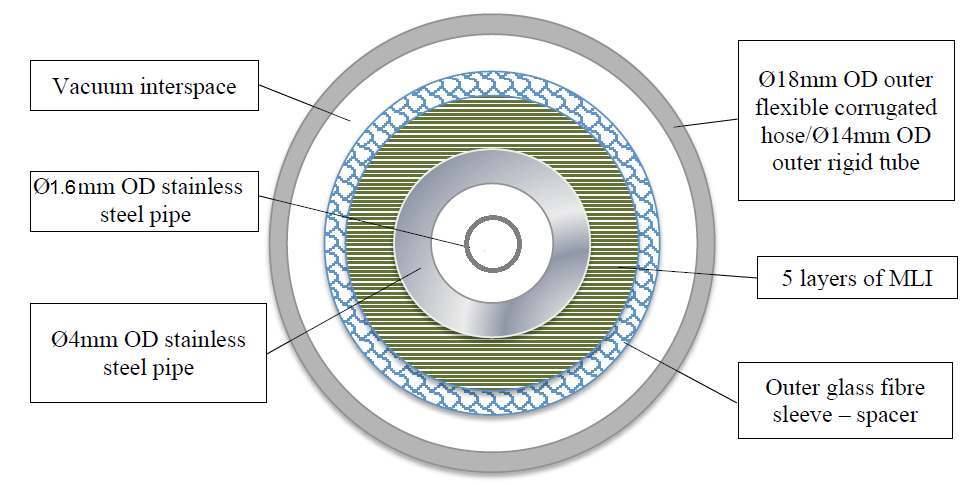 Vacuum interspace
Ø1.6mm OD stainless
steel pipe
Ø4mm OD stainless
steel pipe
Ø18mm OD outer
flexible corrugated
hose/Ø14mm OD
outer rigid tube
5 layers of MLI
Outer glass fibre
sleeve – spacer